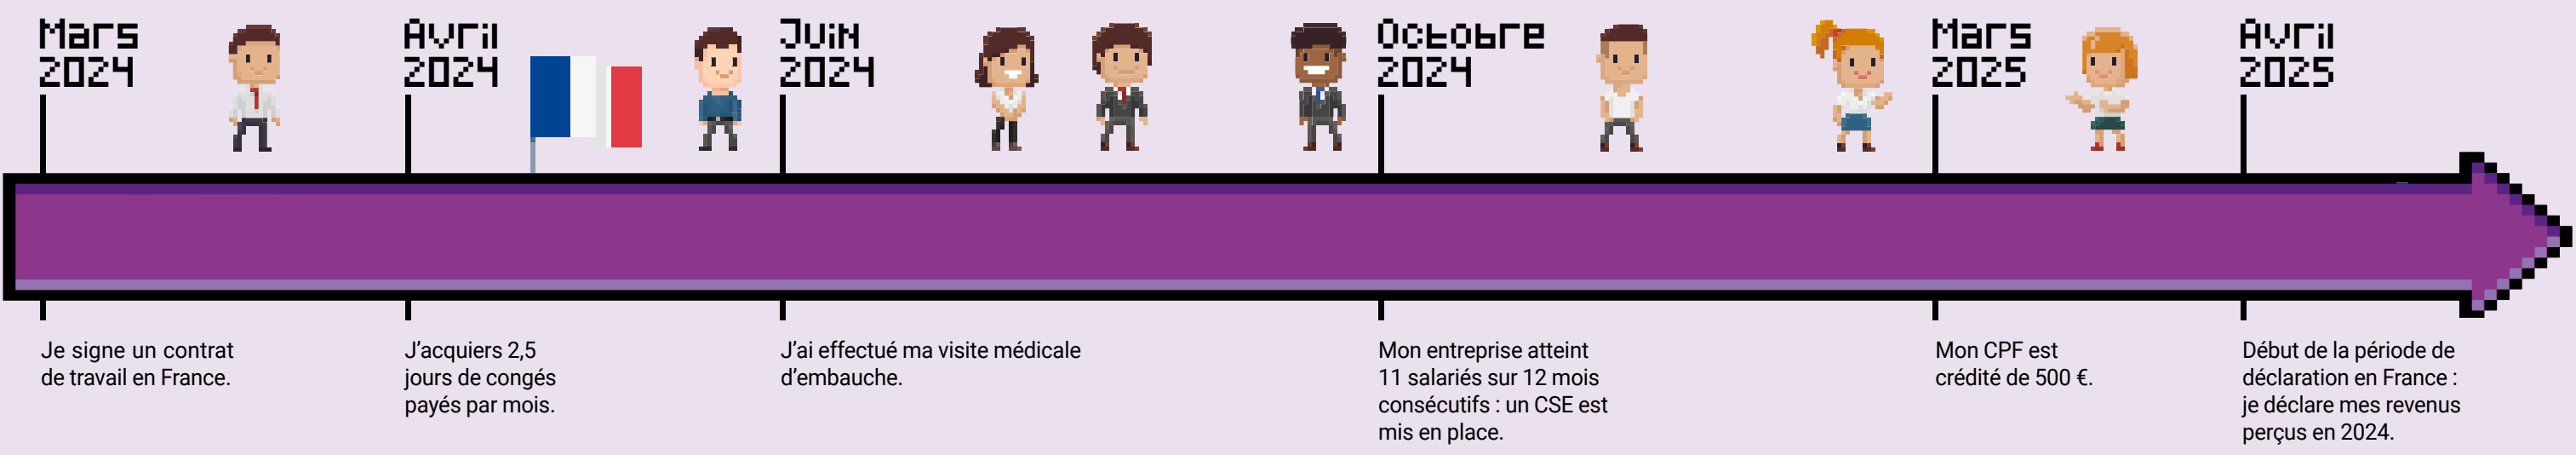 Mars
2024
Avril
2024
Juin
2024
Octobre
2024
Mars
2025
Avril
2025
Je signe un contrat
de travail en France.
J’acquiers 2,5
jours de congés
payés par mois.
J’ai effectué ma visite médicale
d’embauche.
Mon entreprise atteint
11 salariés sur 12 mois
consécutifs : un CSE est
mis en place.
Mon CPF est
crédité de 500 €.
Début de la période de
déclaration en France :
je déclare mes revenus
perçus en 2024.